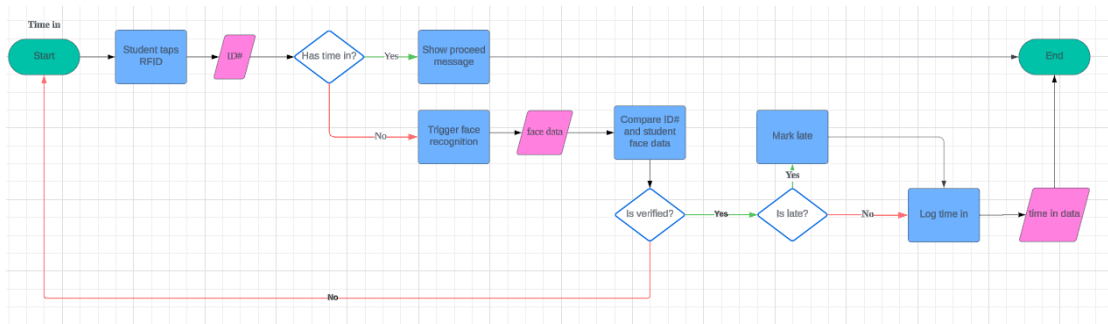 Time in
Start
Student taps
RFID
ID#
Has time in?
Yes
Show proceed
message
End
No
Trigger face
recognition
face data
Compare ID#
and student
face data
Mark late
Yes
Is verified?
Yes
Is late?
No
Log time in
time in data
No